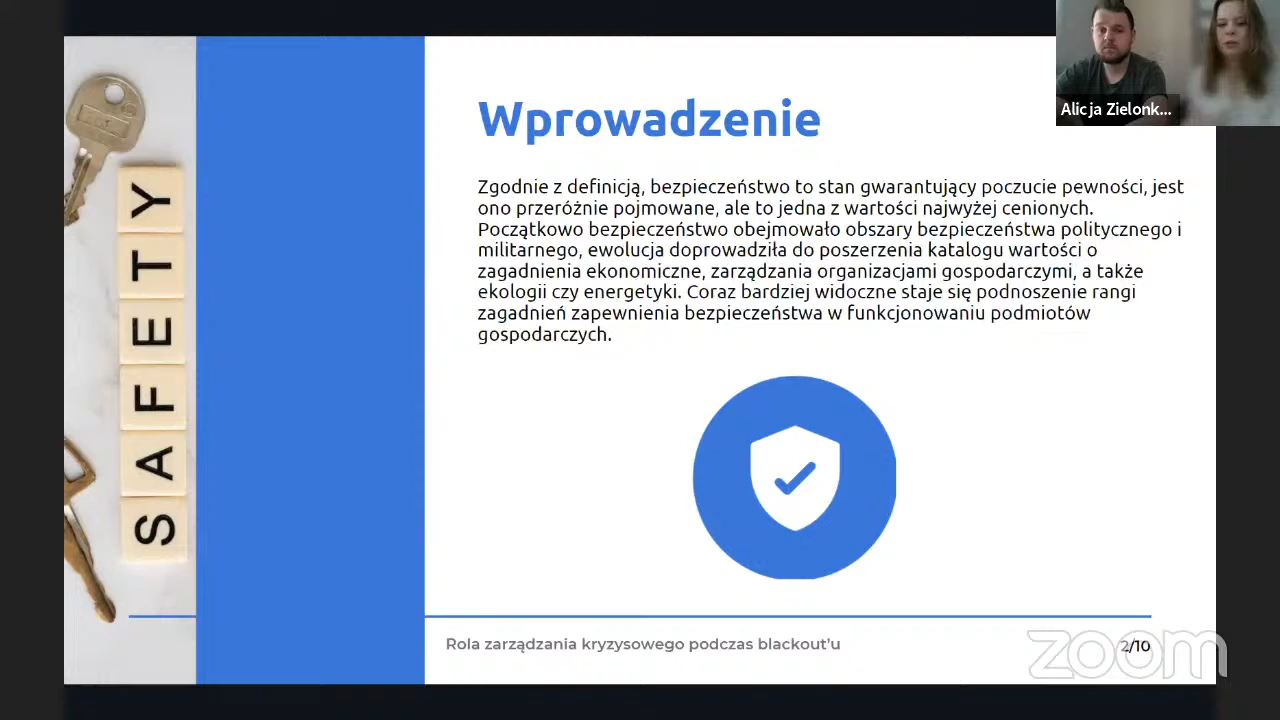 Alicja Zielonk...
SAFETY
Wprowadzenie
Zgodnie z definicją, bezpieczeństwo to stan gwarantujący poczucie pewności, jest
ono przeróżnie pojmowane, ale to jedna z wartości najwyżej cenionych.
Początkowo bezpieczeństwo obejmowało obszary bezpieczeństwa politycznego i
militarnego, ewolucja doprowadziła do poszerzenia katalogu wartości o
zagadnienia ekonomiczne, zarządzania organizacjami gospodarczymi, a także
ekologii czy energetyki. Coraz bardziej widoczne staje się podnoszenie rangi
zagadnień zapewnienia bezpieczeństwa w funkcjonowaniu podmiotów
gospodarczych.
Rola zarządzania kryzysowego podczas blackout’u
2/10
zoom